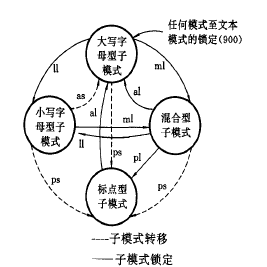 任何模式至文本
模式的锁定(900)
大写字
母型子
模式
ll
ml
as
al
al
小写字
母型子
模式
ml
混合型
子模式
ll
ps
pl
ps
ps
标点型
子模式
----子模式转移
——子模式锁定